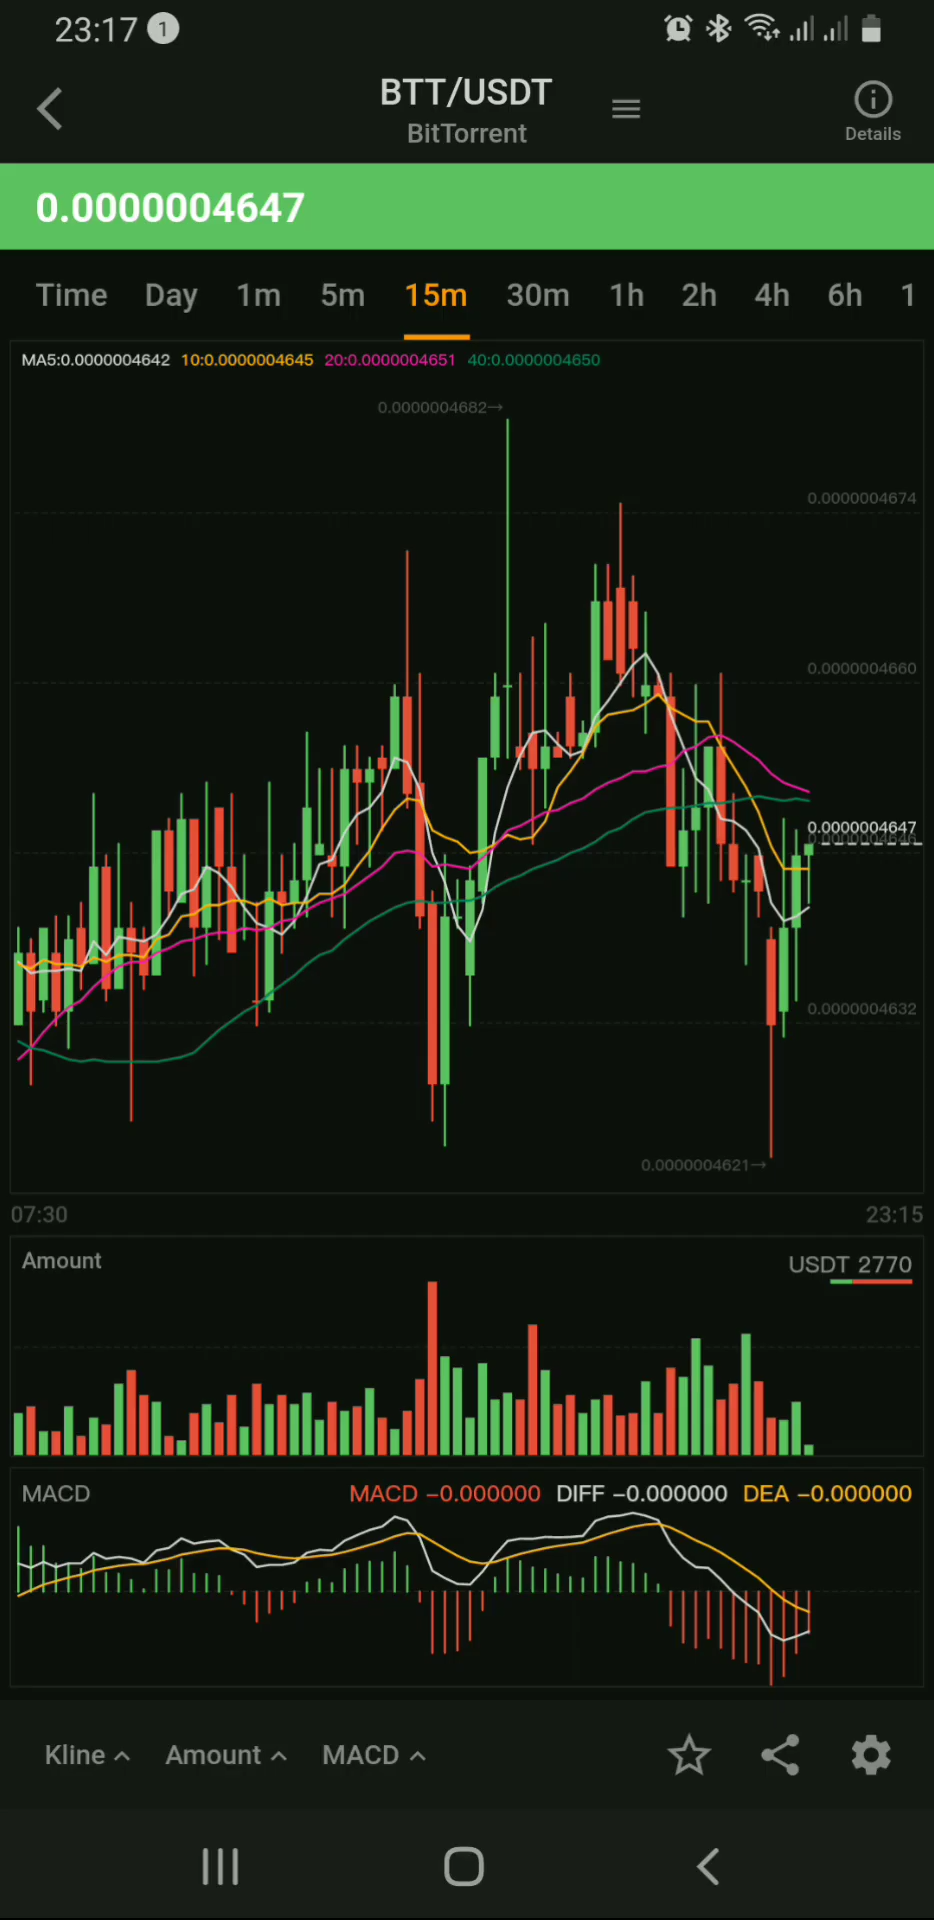 23:17 1
BTT/USDT
BitTorrent
Details
0.0000004647
Time Day 1m 5m 15m 30m 1h 2h 4h 6h 1
MA5:0.0000004642 10:0.0000004645 20:0.0000004651 40:0.0000004650
0.0000004682→
0.0000004674
0.0000004660
0.0000004647
0.0000004646
0.0000004632
0.0000004621→
07:30 23:15
Amount USDT 2770
MACD MACD −0.000000 DIFF −0.000000 DEA −0.000000
Kline Amount MACD